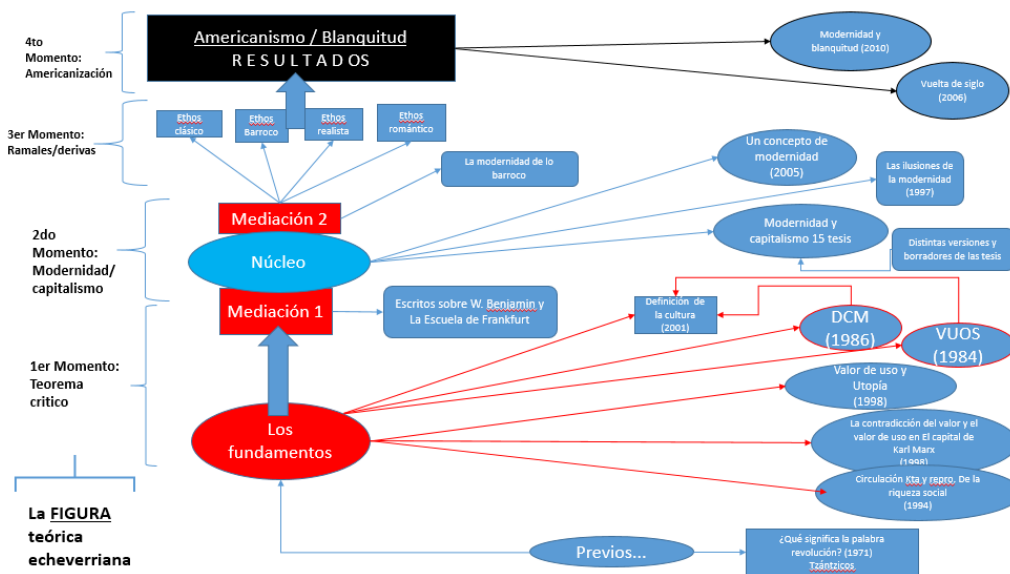 4to
Momento:
Americanización
Americanismo / Blanquitud
R E S U L T A D OS
Modernidad y
blanquitud (2010)
Vuelta de siglo
(2006)
3er Momento:
Ramales/derivas
Ethos
clásico
Ethos
Barroco
Ethos
realista
Ethos
romántico
La modernidad de lo
barroco
Un concepto de
modernidad
(2005)
Las ilusiones de
la modernidad
(1997)
2do
Momento:
Modernidad/
capitalismo
Mediación 2
Núcleo
Modernidad y
capitalismo 15 tesis
Distintas versiones y
borradores de las tesis
Mediación 1
Escritos sobre W. Benjamin y
La Escuela de Frankfurt
Definición de
la cultura
(2001)
DCM
(1986)
VUOS
(1984)
1er Momento:
Teorema
critico
Valor de uso y
Utopía
(1998)
Los
fundamentos
La contradicción del valor y el
valor de uso en El capital de
Karl Marx
(1998)
Circulación Kta y repro. De la
riqueza social
(1994)
La FIGURA
teórica
echeverriana
Previos...
¿Qué significa la palabra
revolución? (1971)
Tzántzicos